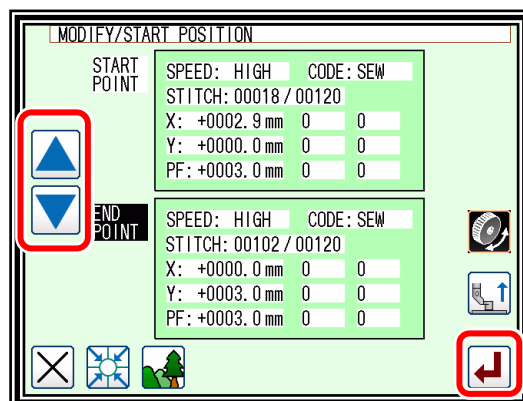 MODIFY/START POSITION
START POINT
SPEED: HIGH CODE: SEW
STITCH: 00018 / 00120
X: +0002.9 mm 0 0
Y: +0000.0 mm 0 0
PF: +0003.0 mm 0 0
END POINT
SPEED: HIGH CODE: SEW
STITCH: 00102 / 00120
X: +0000.0 mm 0 0
Y: +0003.0 mm 0 0
PF: +0003.0 mm 0 0